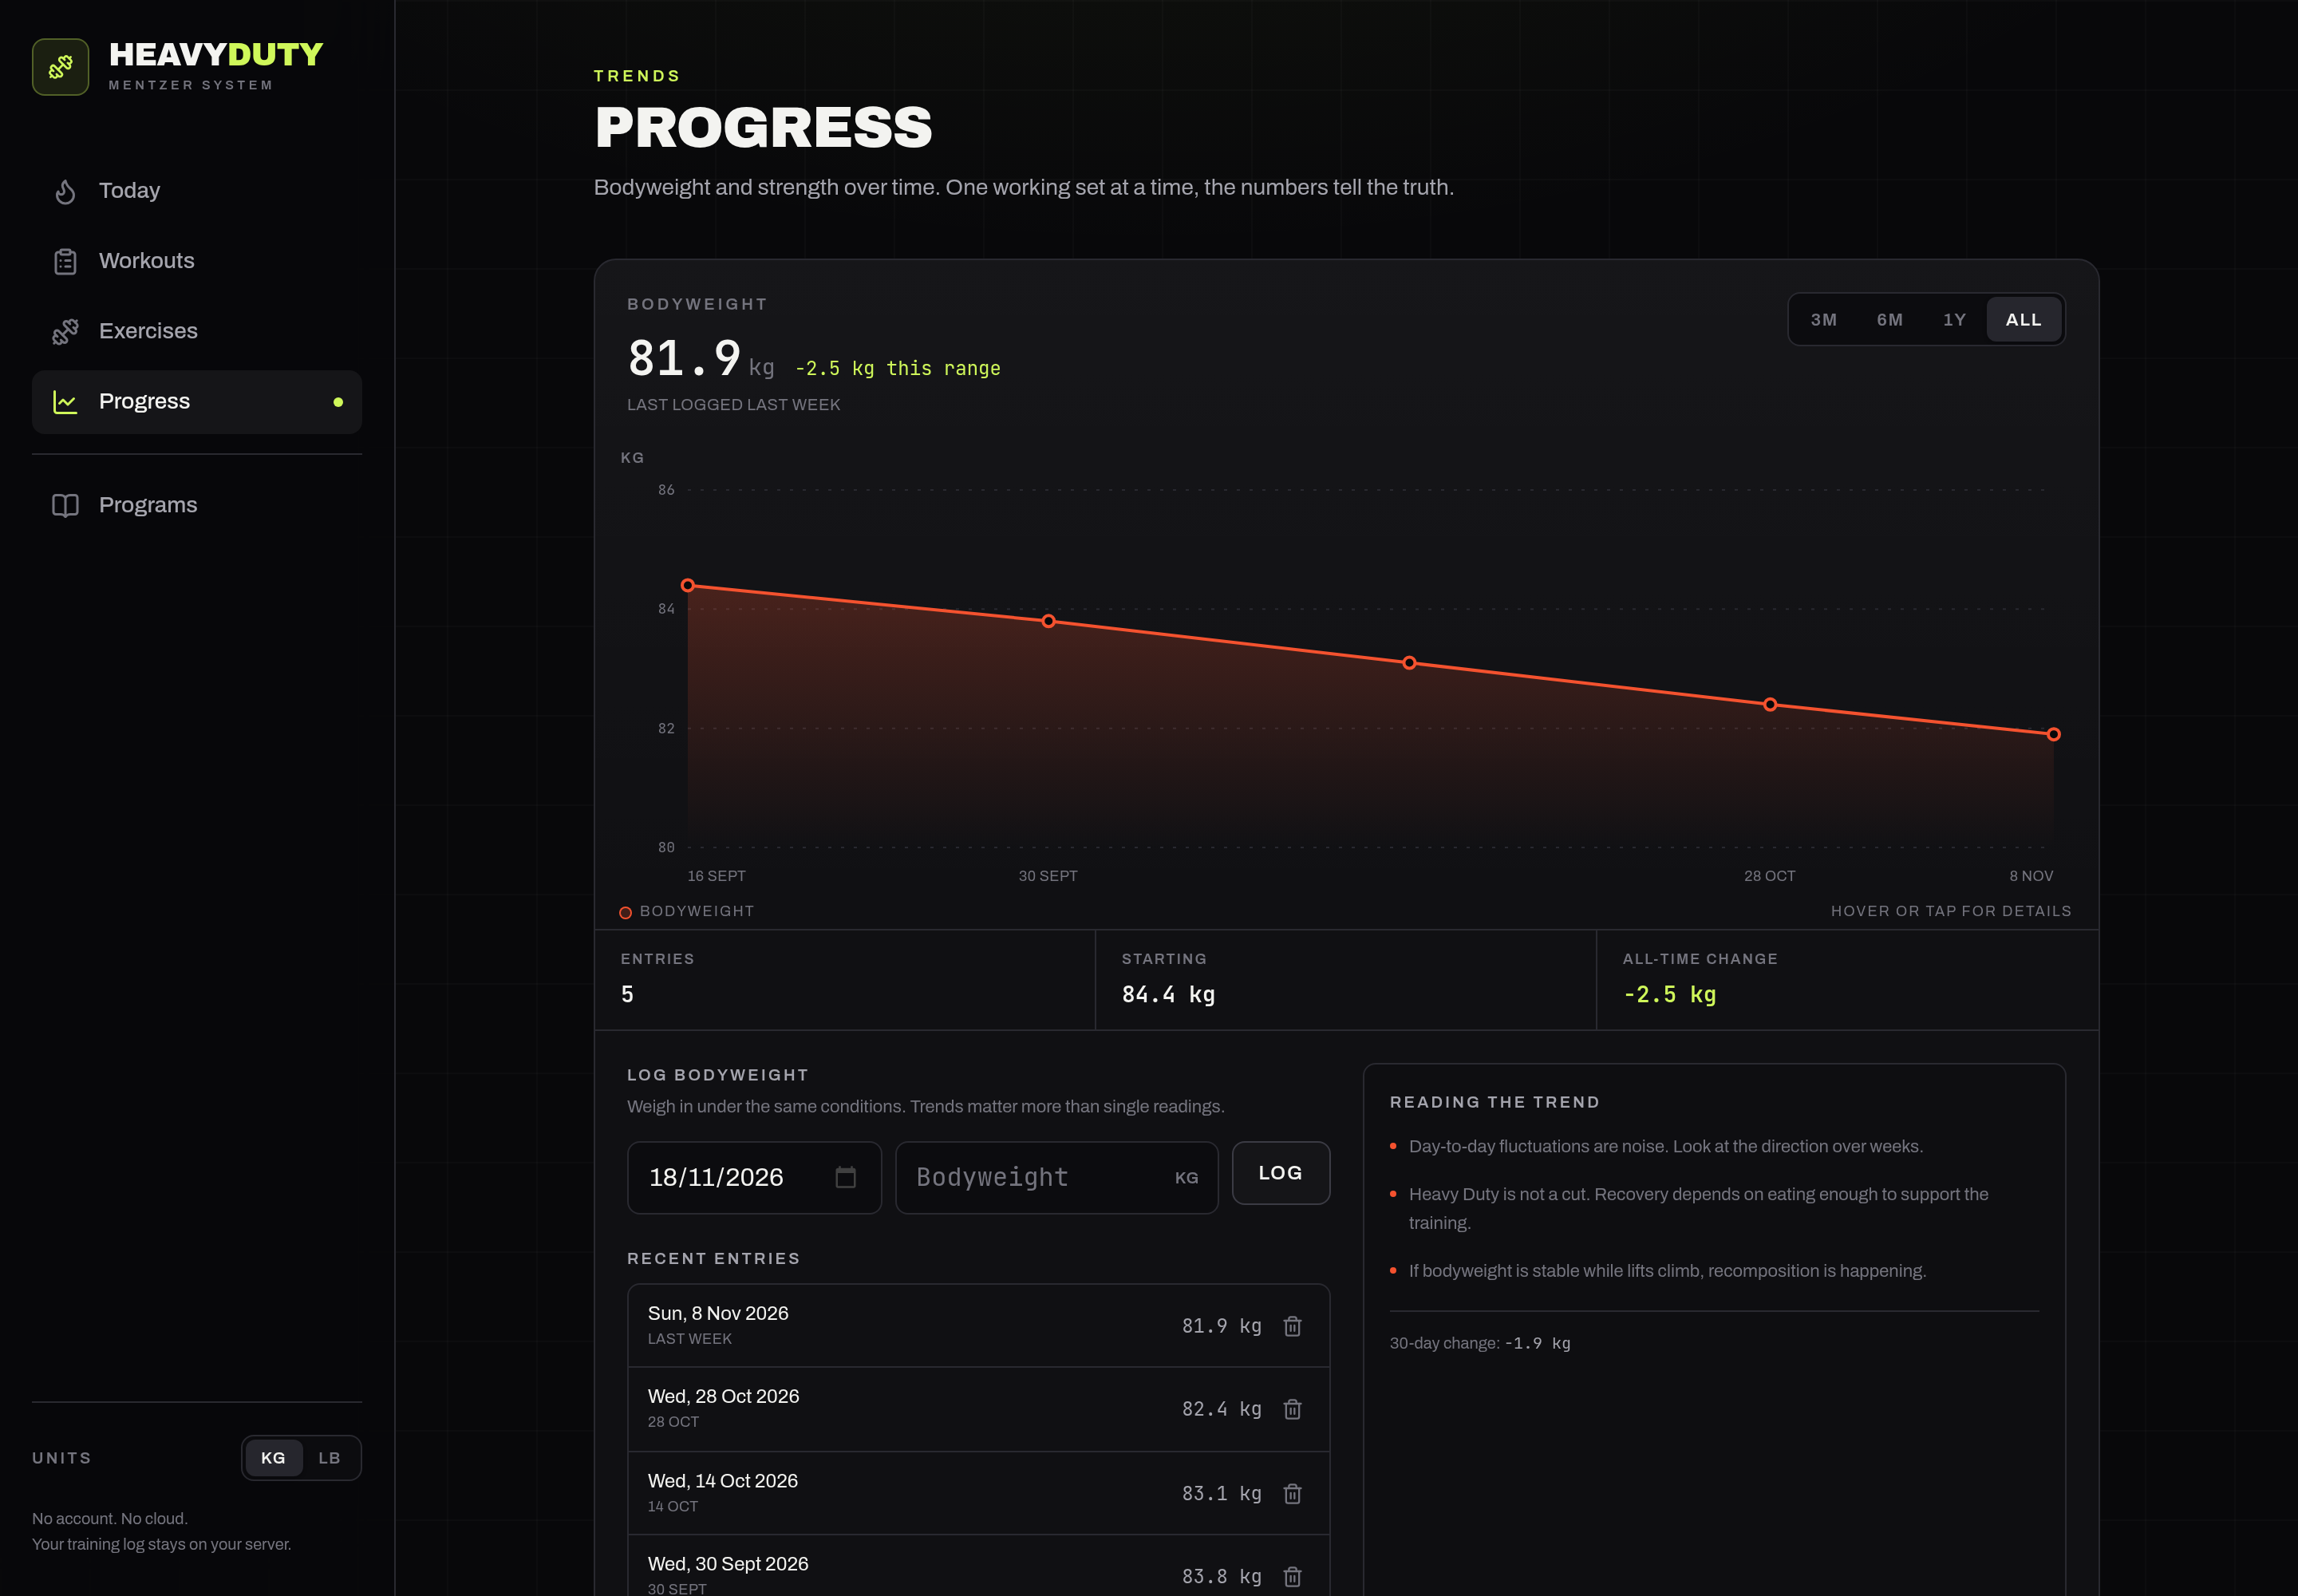 HEAVYDUTY
MENTZER SYSTEM
Today
Workouts
Exercises
Progress
Programs
UNITS
KG LB
No account. No cloud.
Your training log stays on your server.
TRENDS
PROGRESS
Bodyweight and strength over time. One working set at a time, the numbers tell the truth.
BODYWEIGHT
3M 6M 1Y ALL
81.9 kg -2.5 kg this range
LAST LOGGED LAST WEEK
KG
86
84
82
80
16 SEPT 30 SEPT 28 OCT 8 NOV
BODYWEIGHT HOVER OR TAP FOR DETAILS
ENTRIES
5
STARTING
84.4 kg
ALL-TIME CHANGE
-2.5 kg
LOG BODYWEIGHT
Weigh in under the same conditions. Trends matter more than single readings.
18/11/2026 Bodyweight KG LOG
RECENT ENTRIES
Sun, 8 Nov 2026
LAST WEEK
81.9 kg
Wed, 28 Oct 2026
28 OCT
82.4 kg
Wed, 14 Oct 2026
14 OCT
83.1 kg
Wed, 30 Sept 2026
30 SEPT
83.8 kg
READING THE TREND
Day-to-day fluctuations are noise. Look at the direction over weeks.
Heavy Duty is not a cut. Recovery depends on eating enough to support the
training.
If bodyweight is stable while lifts climb, recomposition is happening.
30-day change: -1.9 kg